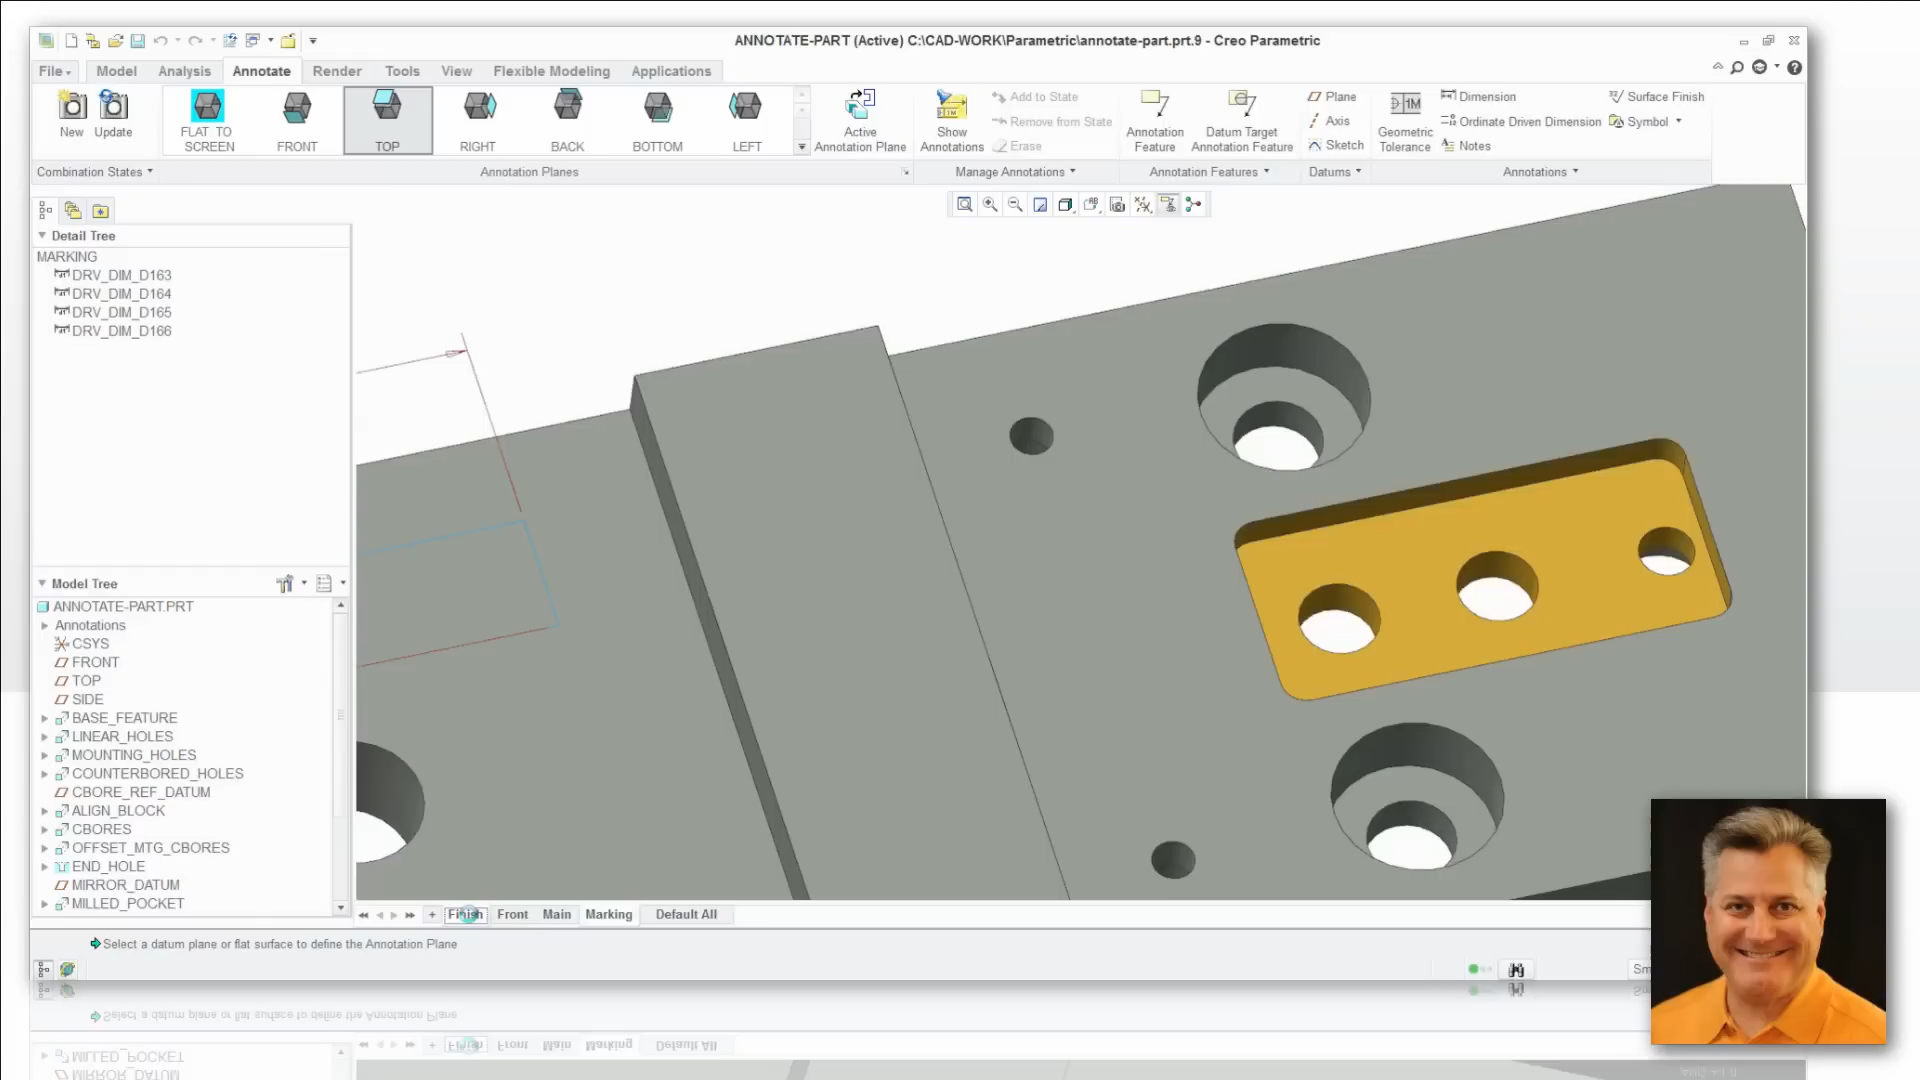 ANNOTATE-PART (Active) C:\CAD-WORK\Parametric\annotate-part.prt.9 - Creo Parametric
File Model Analysis Annotate Render Tools View Flexible Modeling Applications
New Update FLAT TO SCREEN FRONT TOP RIGHT BACK BOTTOM LEFT
Active Annotation Plane
Show Annotations
Add to State
Remove from State
Erase
Annotation Feature
Datum Target Annotation Feature
Plane
Axis
Sketch
Geometric Tolerance
Dimension
Ordinate Driven Dimension
Notes
Surface Finish
Symbol
Combination States Annotation Planes Manage Annotations Annotation Features Datums Annotations
Detail Tree
MARKING
DRV_DIM_D163
DRV_DIM_D164
DRV_DIM_D165
DRV_DIM_D166
Model Tree
ANNOTATE-PART.PRT
Annotations
CSYS
FRONT
TOP
SIDE
BASE_FEATURE
LINEAR_HOLES
MOUNTING_HOLES
COUNTERBORED_HOLES
CBORE_REF_DATUM
ALIGN_BLOCK
CBORES
OFFSET_MTG_CBORES
END_HOLE
MIRROR_DATUM
MILLED_POCKET
Finish Front Main Marking Default All
Select a datum plane or flat surface to define the Annotation Plane